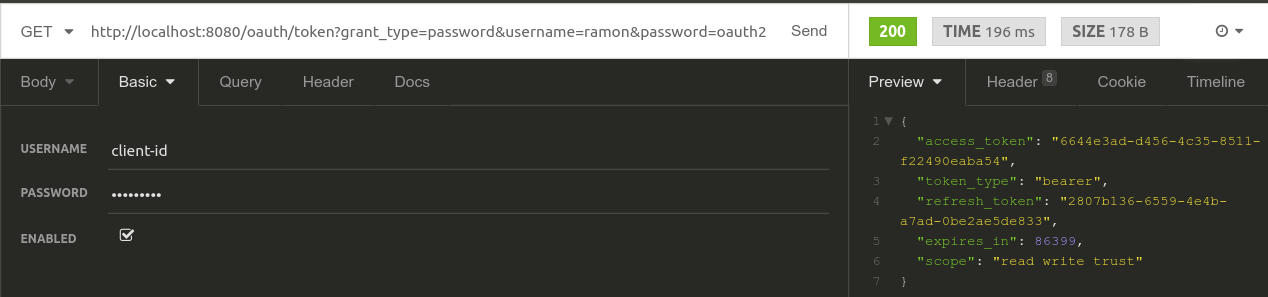 GET http://localhost:8080/oauth/token?grant_type=password&username=ramon&password=oauth2 Send
200 TIME 196 ms SIZE 178 B
Body Basic Query Header Docs
USERNAME client-id
PASSWORD •••••••••
ENABLED
Preview Header 8 Cookie Timeline
1 {
2 "access_token": "6644e3ad-d456-4c35-8511-
f22490eaba54",
3 "token_type": "bearer",
4 "refresh_token": "2807b136-6559-4e4b-
a7ad-0be2ae5de833",
5 "expires_in": 86399,
6 "scope": "read write trust"
7 }